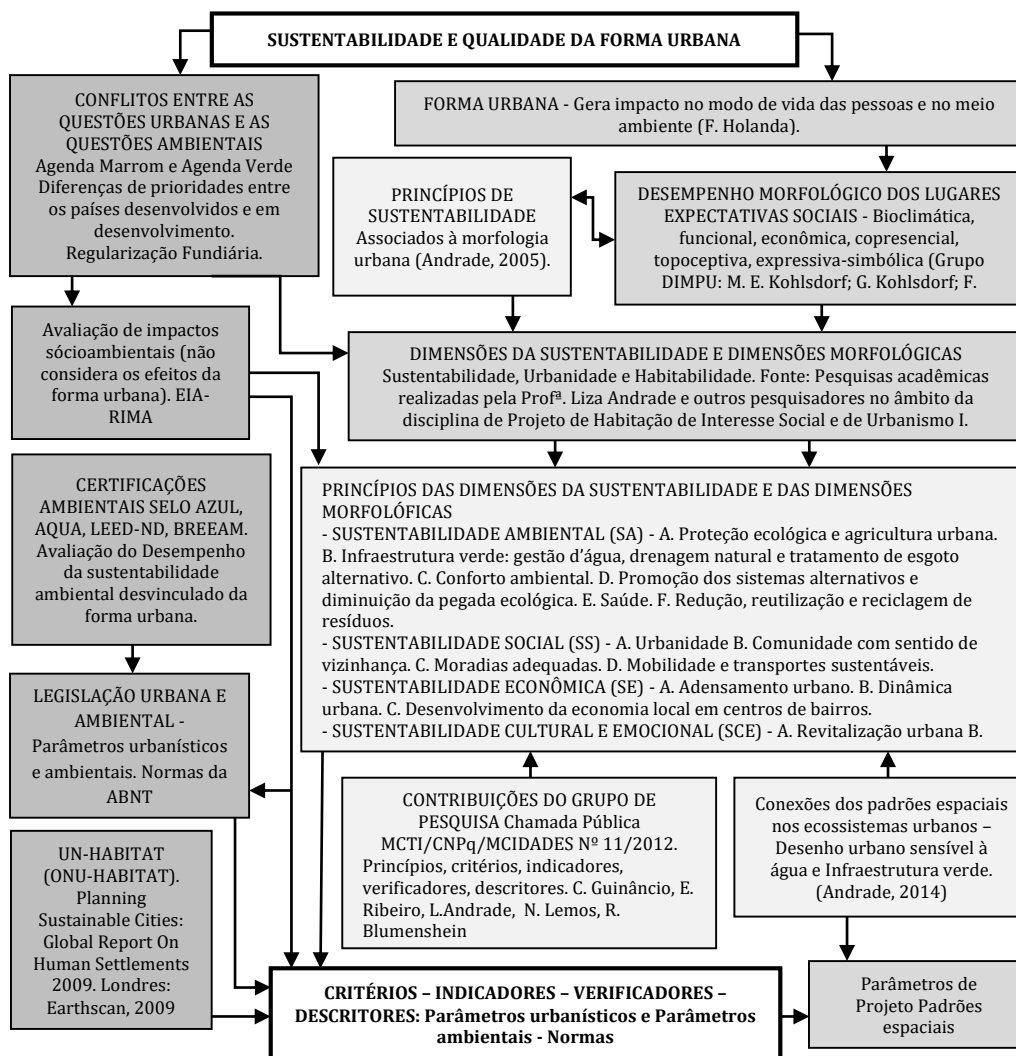 SUSTENTABILIDADE E QUALIDADE DA FORMA URBANA
CONFLITOS ENTRE AS
QUESTÕES URBANAS E AS
QUESTÕES AMBIENTAIS
Agenda Marrom e Agenda Verde
Diferenças de prioridades entre
os países desenvolvidos e em
desenvolvimento.
Regularização Fundiária.
FORMA URBANA - Gera impacto no modo de vida das pessoas e no meio
ambiente (F. Holanda).
PRINCÍPIOS DE
SUSTENTABILIDADE
Associados à morfologia
urbana (Andrade, 2005).
DESEMPENHO MORFOLÓGICO DOS LUGARES
EXPECTATIVAS SOCIAIS - Bioclimática,
funcional, econômica, copresencial,
topoceptiva, expressiva-simbólica (Grupo
DIMPU: M. E. Kohlsdorf; G. Kohlsdorf; F.
Avaliação de impactos
sócioambientais (não
considera os efeitos da
forma urbana). EIA-
RIMA
DIMENSÕES DA SUSTENTABILIDADE E DIMENSÕES MORFOLÓGICAS
Sustentabilidade, Urbanidade e Habitabilidade. Fonte: Pesquisas acadêmicas
realizadas pela Profª. Liza Andrade e outros pesquisadores no âmbito da
disciplina de Projeto de Habitação de Interesse Social e de Urbanismo I.
CERTIFICAÇÕES
AMBIENTAIS SELO AZUL,
AQUA, LEED-ND, BREEAM.
Avaliação do Desempenho
da sustentabilidade
ambiental desvinculado da
forma urbana.
PRINCÍPIOS DAS DIMENSÕES DA SUSTENTABILIDADE E DAS DIMENSÕES
MORFOLÓFICAS
- SUSTENTABILIDADE AMBIENTAL (SA) - A. Proteção ecológica e agricultura urbana.
B. Infraestrutura verde: gestão d’água, drenagem natural e tratamento de esgoto
alternativo. C. Conforto ambiental. D. Promoção dos sistemas alternativos e
diminuição da pegada ecológica. E. Saúde. F. Redução, reutilização e reciclagem de
resíduos.
- SUSTENTABILIDADE SOCIAL (SS) - A. Urbanidade B. Comunidade com sentido de
vizinhança. C. Moradias adequadas. D. Mobilidade e transportes sustentáveis.
- SUSTENTABILIDADE ECONÔMICA (SE) - A. Adensamento urbano. B. Dinâmica
urbana. C. Desenvolvimento da economia local em centros de bairros.
- SUSTENTABILIDADE CULTURAL E EMOCIONAL (SCE) - A. Revitalização urbana B.
LEGISLAÇÃO URBANA E
AMBIENTAL -
Parâmetros urbanísticos
e ambientais. Normas da
ABNT
CONTRIBUIÇÕES DO GRUPO DE
PESQUISA Chamada Pública
MCTI/CNPq/MCIDADES Nº 11/2012.
Princípios, critérios, indicadores,
verificadores, descritores. C. Guinâncio, E.
Ribeiro, L.Andrade, N. Lemos, R.
Blumenshein
Conexões dos padrões espaciais
nos ecossistemas urbanos –
Desenho urbano sensível à
água e Infraestrutura verde.
(Andrade, 2014)
UN-HABITAT
(ONU-HABITAT).
Planning
Sustainable Cities:
Global Report On
Human Settlements
2009. Londres:
Earthscan, 2009
CRITÉRIOS – INDICADORES – VERIFICADORES –
DESCRITORES: Parâmetros urbanísticos e Parâmetros
ambientais - Normas
Parâmetros de
Projeto Padrões
espaciais